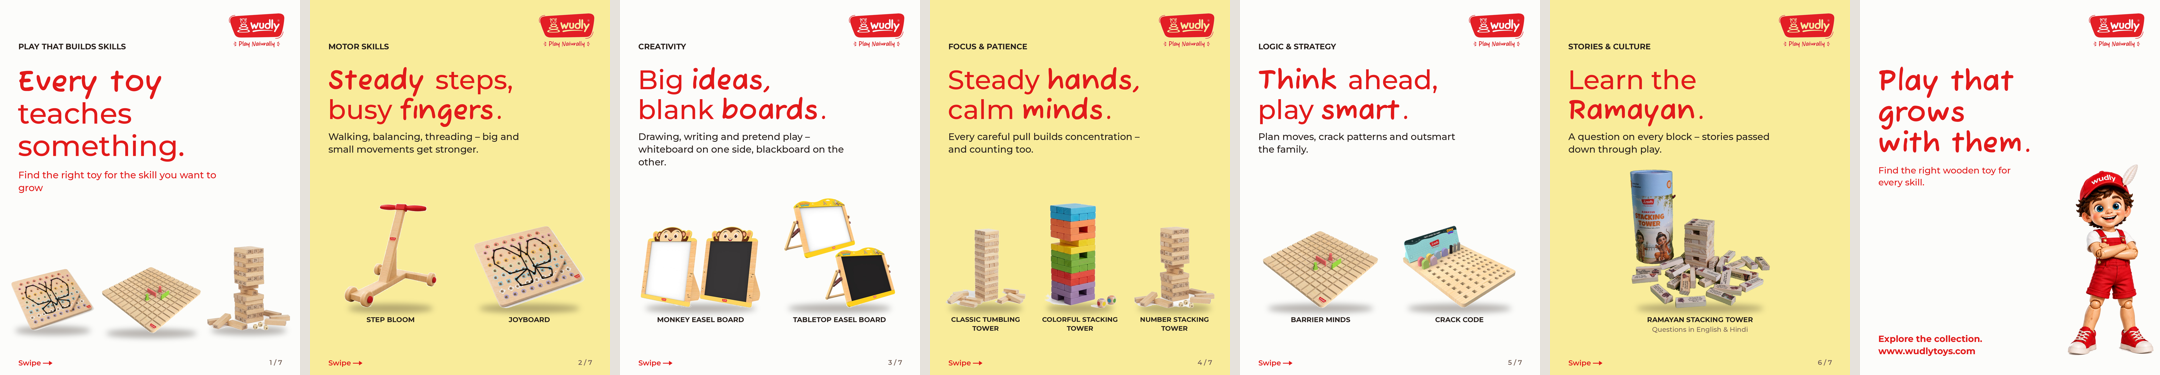 wudly
Play Naturally
PLAY THAT BUILDS SKILLS
Every toy
teaches
something.
Find the right toy for the skill you want to
grow
Swipe
1 / 7
wudly
Play Naturally
MOTOR SKILLS
Steady steps,
busy fingers.
Walking, balancing, threading – big and
small movements get stronger.
STEP BLOOM
JOYBOARD
Swipe
2 / 7
wudly
Play Naturally
CREATIVITY
Big ideas,
blank boards.
Drawing, writing and pretend play –
whiteboard on one side, blackboard on the
other.
MONKEY EASEL BOARD
TABLETOP EASEL BOARD
Swipe
3 / 7
wudly
Play Naturally
FOCUS & PATIENCE
Steady hands,
calm minds.
Every careful pull builds concentration –
and counting too.
CLASSIC TUMBLING
TOWER
COLORFUL STACKING
TOWER
NUMBER STACKING
TOWER
Swipe
4 / 7
wudly
Play Naturally
LOGIC & STRATEGY
Think ahead,
play smart.
Plan moves, crack patterns and outsmart
the family.
BARRIER MINDS
CRACK CODE
Swipe
5 / 7
wudly
Play Naturally
STORIES & CULTURE
Learn the
Ramayan.
A question on every block – stories passed
down through play.
STACKING
TOWER
RAMAYAN STACKING TOWER
Questions in English & Hindi
Swipe
6 / 7
wudly
Play Naturally
Play that
grows
with them.
Find the right wooden toy for
every skill.
wudly
Explore the collection.
www.wudlytoys.com